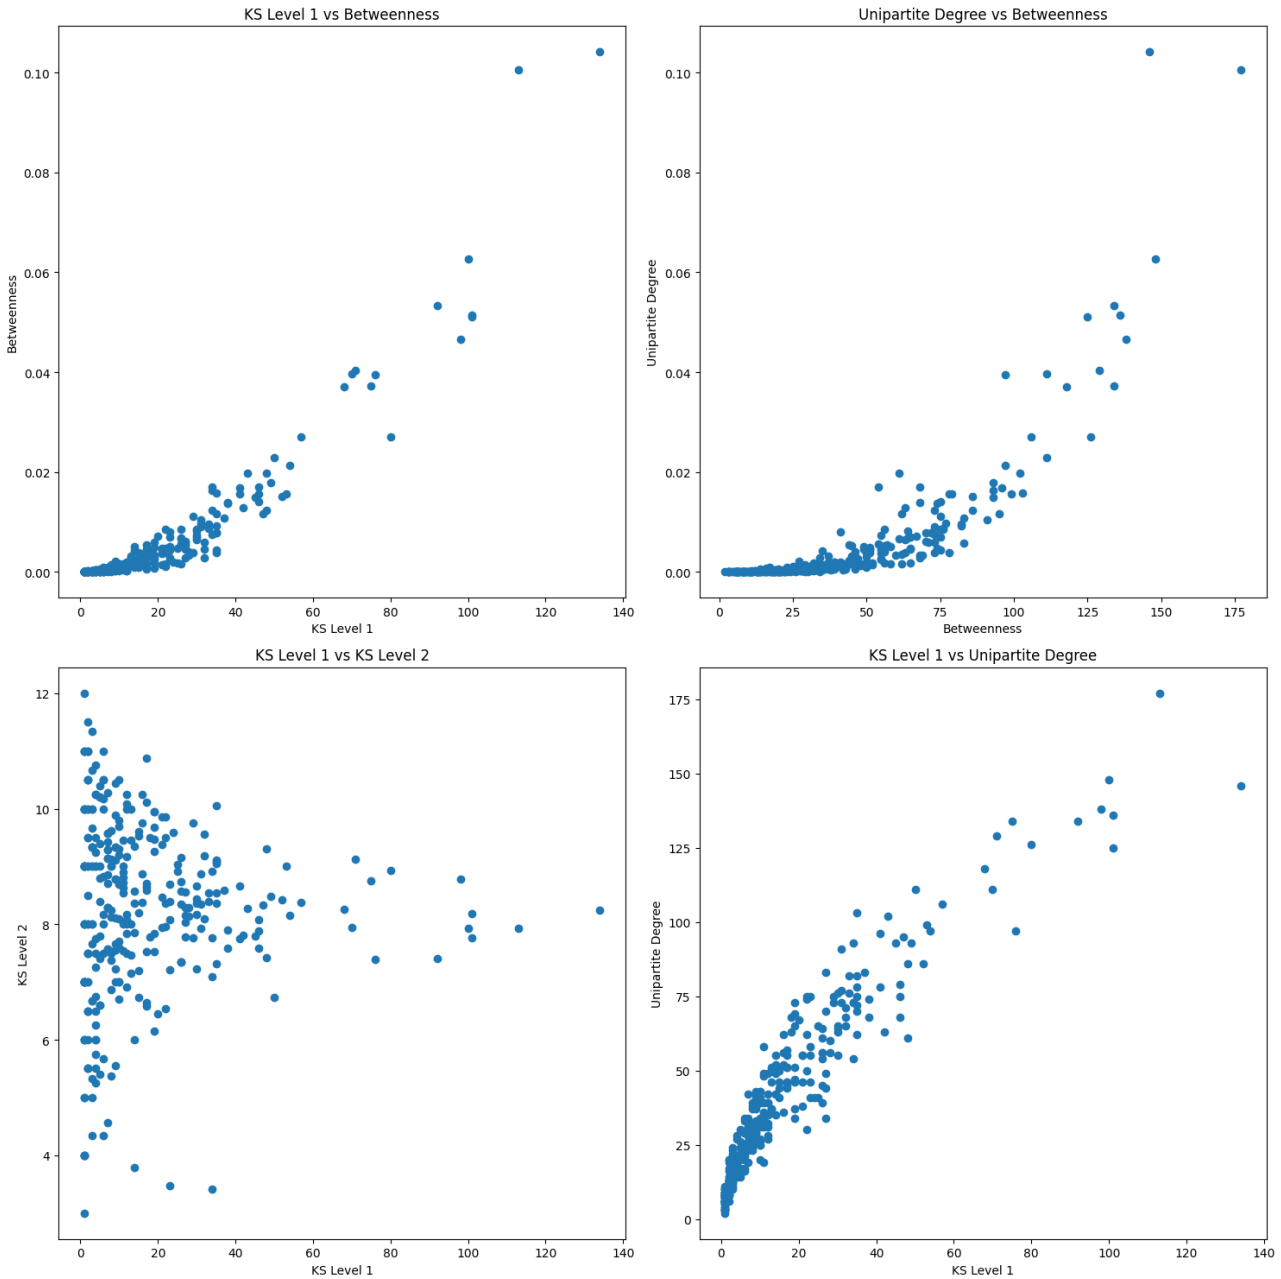 KS Level 1 vs Betweenness
0.10
0.08
0.06
0.04
0.02
0.00
Betweenness
0 20 40 60 80 100 120 140
KS Level 1
Unipartite Degree vs Betweenness
0.10
0.08
0.06
0.04
0.02
0.00
Unipartite Degree
0 25 50 75 100 125 150 175
Betweenness
KS Level 1 vs KS Level 2
12
10
8
6
4
KS Level 2
0 20 40 60 80 100 120 140
KS Level 1
KS Level 1 vs Unipartite Degree
175
150
125
100
75
50
25
0
Unipartite Degree
0 20 40 60 80 100 120 140
KS Level 1